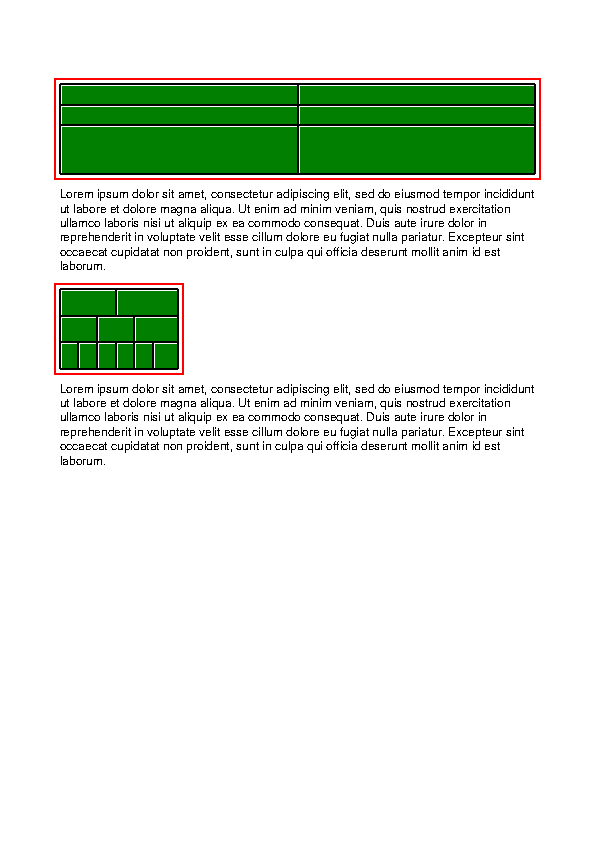 Lorem ipsum dolor sit amet, consectetur adipiscing elit, sed do eiusmod tempor incididunt
ut labore et dolore magna aliqua. Ut enim ad minim veniam, quis nostrud exercitation
ullamco laboris nisi ut aliquip ex ea commodo consequat. Duis aute irure dolor in
reprehenderit in voluptate velit esse cillum dolore eu fugiat nulla pariatur. Excepteur sint
occaecat cupidatat non proident, sunt in culpa qui officia deserunt mollit anim id est
laborum.
Lorem ipsum dolor sit amet, consectetur adipiscing elit, sed do eiusmod tempor incididunt
ut labore et dolore magna aliqua. Ut enim ad minim veniam, quis nostrud exercitation
ullamco laboris nisi ut aliquip ex ea commodo consequat. Duis aute irure dolor in
reprehenderit in voluptate velit esse cillum dolore eu fugiat nulla pariatur. Excepteur sint
occaecat cupidatat non proident, sunt in culpa qui officia deserunt mollit anim id est
laborum.